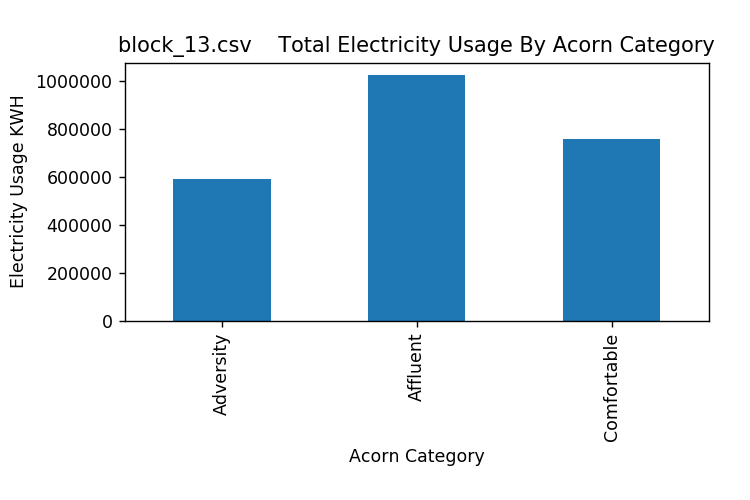 block_13.csv    Total Electricity Usage By Acorn Category
Electricity Usage KWH
1000000
800000
600000
400000
200000
0
Adversity
Affluent
Comfortable
Acorn Category